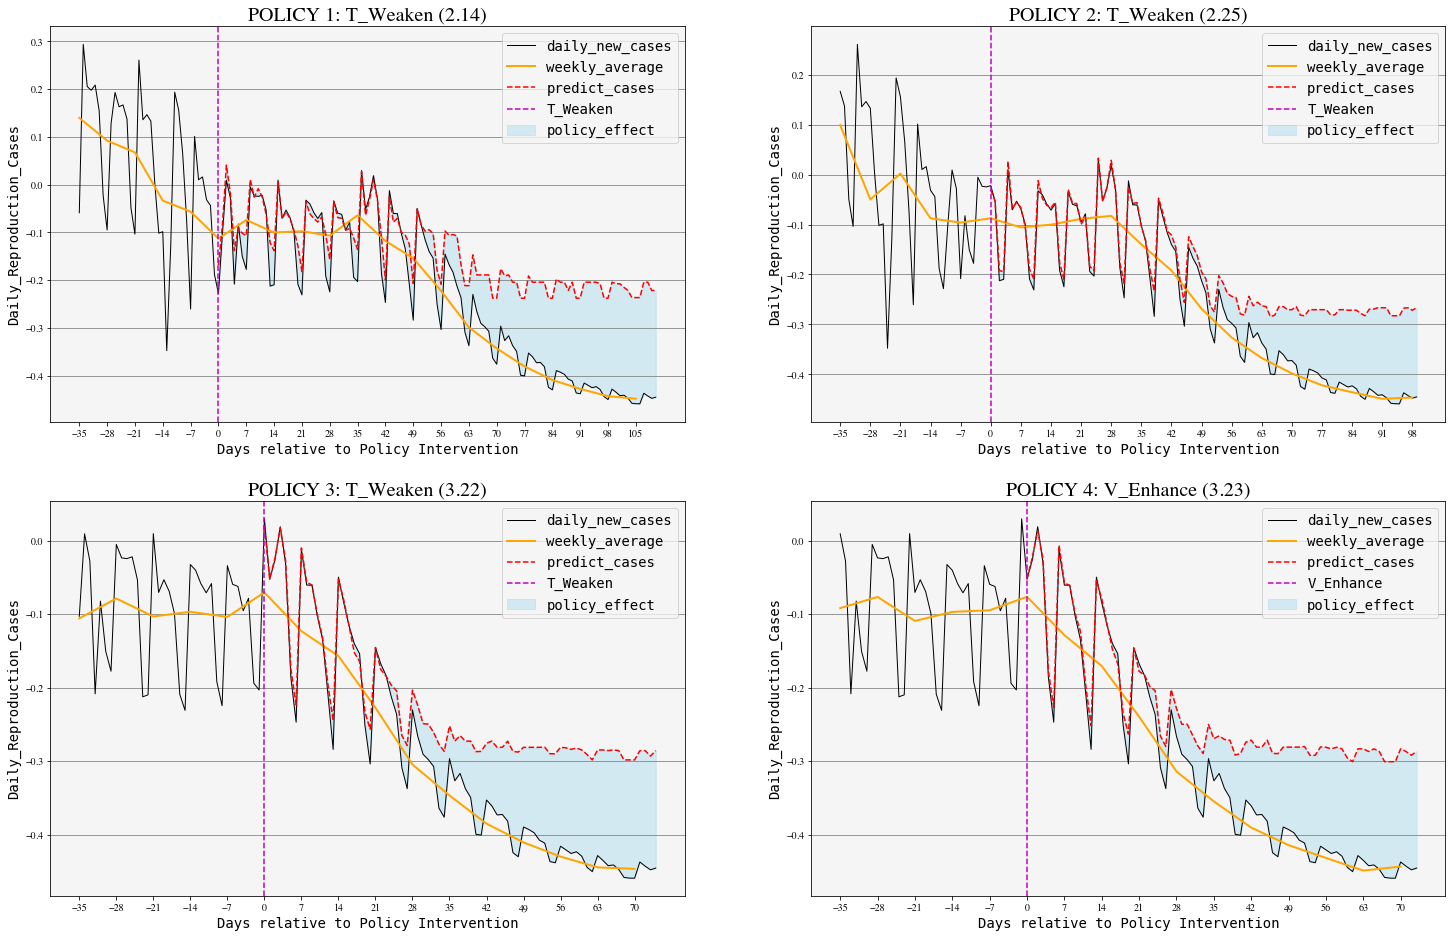 POLICY 1: T_Weaken (2.14)
Daily_Reproduction_Cases
0.3
0.2
0.1
0.0
−0.1
−0.2
−0.3
−0.4
daily_new_cases
weekly_average
predict_cases
T_Weaken
policy_effect
−35 −28 −21 −14 −7 0 7 14 21 28 35 42 49 56 63 70 77 84 91 98 105
Days relative to Policy Intervention
POLICY 2: T_Weaken (2.25)
Daily_Reproduction_Cases
0.2
0.1
0.0
−0.1
−0.2
−0.3
−0.4
daily_new_cases
weekly_average
predict_cases
T_Weaken
policy_effect
−35 −28 −21 −14 −7 0 7 14 21 28 35 42 49 56 63 70 77 84 91 98
Days relative to Policy Intervention
POLICY 3: T_Weaken (3.22)
Daily_Reproduction_Cases
0.0
−0.1
−0.2
−0.3
−0.4
daily_new_cases
weekly_average
predict_cases
T_Weaken
policy_effect
−35 −28 −21 −14 −7 0 7 14 21 28 35 42 49 56 63 70
Days relative to Policy Intervention
POLICY 4: V_Enhance (3.23)
Daily_Reproduction_Cases
0.0
−0.1
−0.2
−0.3
−0.4
daily_new_cases
weekly_average
predict_cases
V_Enhance
policy_effect
−35 −28 −21 −14 −7 0 7 14 21 28 35 42 49 56 63 70
Days relative to Policy Intervention